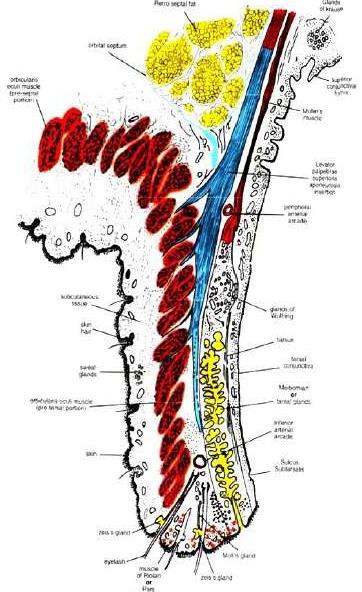 Retro septal fat
Glands
of Krause
orbital septum
orbicularis
oculi muscle
(pre-septal
portion)
superior
conjunctival
fornix
Muller's
muscle
Levator
palpebrae
superioris
aponeurosis
insertion
peripheral
arterial
arcade
subcutaneous
tissue
skin
hair
glands of
Wolfring
tarsus
sweat
glands
tarsal
conjunctiva
Meibomian
or
tarsal glands
orbicularis oculi muscle
(pre tarsal portion)
inferior
arterial
arcade
skin
Sulcus
Subtarsalis
zeis's gland
eyelash
muscle
of Riolan
or
Pars
Moll's gland
zeis's gland